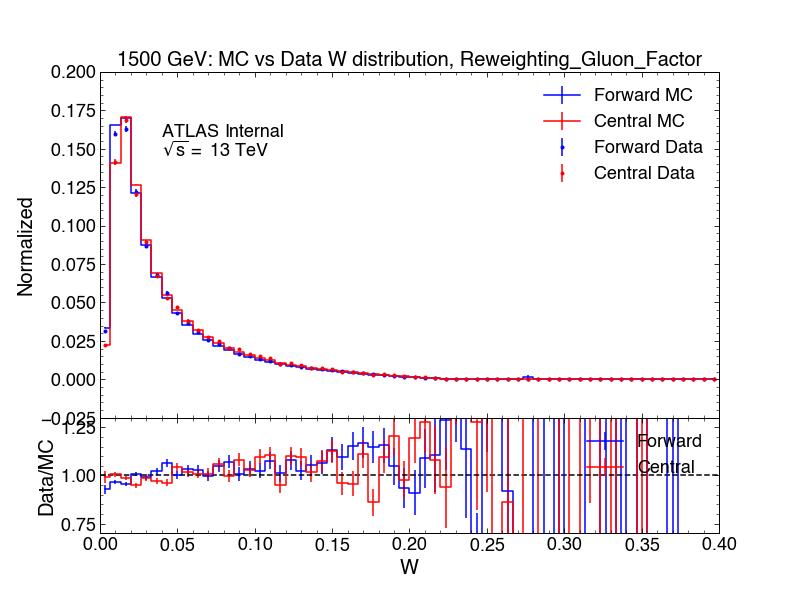 1500 GeV: MC vs Data W distribution, Reweighting_Gluon_Factor
0.200
0.175
0.150
0.125
0.100
0.075
0.050
0.025
0.000
−0.025
Normalized
ATLAS Internal
√s = 13 TeV
Forward MC
Central MC
Forward Data
Central Data
1.25
1.00
0.75
Data/MC
Forward
Central
0.00 0.05 0.10 0.15 0.20 0.25 0.30 0.35 0.40
W